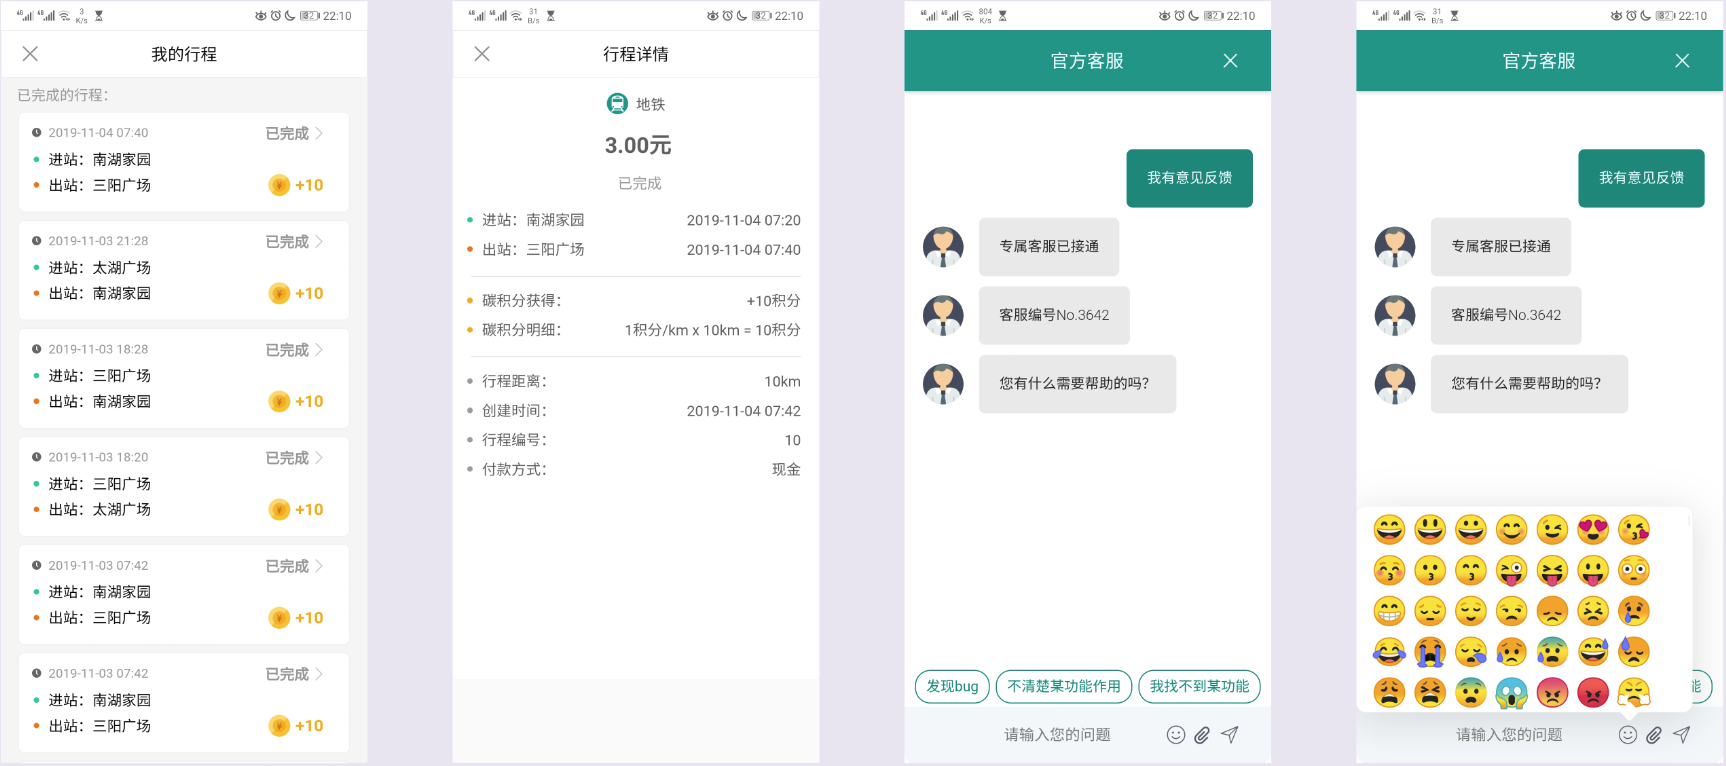 4G 4G 3 K/s 82 22:10
我的行程
已完成的行程：
2019-11-04 07:40 已完成
进站：南湖家园
出站：三阳广场 +10
2019-11-03 21:28 已完成
进站：太湖广场
出站：南湖家园 +10
2019-11-03 18:28 已完成
进站：三阳广场
出站：南湖家园 +10
2019-11-03 18:20 已完成
进站：三阳广场
出站：太湖广场 +10
2019-11-03 07:42 已完成
进站：南湖家园
出站：三阳广场 +10
2019-11-03 07:42 已完成
进站：南湖家园
出站：三阳广场 +10
4G 4G 31 B/s 82 22:10
行程详情
地铁
3.00元
已完成
进站：南湖家园 2019-11-04 07:20
出站：三阳广场 2019-11-04 07:40
碳积分获得： +10积分
碳积分明细： 1积分/km x 10km = 10积分
行程距离： 10km
创建时间： 2019-11-04 07:42
行程编号： 10
付款方式： 现金
4G 4G 804 K/s 82 22:10
官方客服
我有意见反馈
专属客服已接通
客服编号No.3642
您有什么需要帮助的吗？
发现bug 不清楚某功能作用 我找不到某功能
请输入您的问题
4G 4G 31 B/s 82 22:10
官方客服
我有意见反馈
专属客服已接通
客服编号No.3642
您有什么需要帮助的吗？
能
请输入您的问题